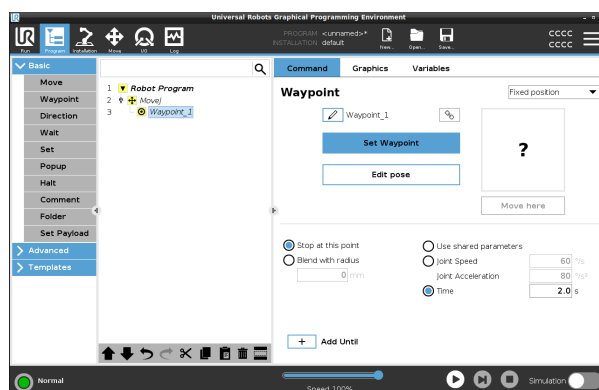 Universal Robots Graphical Programming Environment
PROGRAM <unnamed>*
INSTALLATION default
New... Open... Save...
CCCC
CCCC
Run Program Installation Move I/O Log
Basic
Move
Waypoint
Direction
Wait
Set
Popup
Halt
Comment
Folder
Set Payload
Advanced
Templates
1 Robot Program
2 MoveJ
3 Waypoint_1
Command Graphics Variables
Waypoint
Fixed position
Waypoint_1
Set Waypoint
Edit pose
?
Move here
Stop at this point
Blend with radius
0 mm
Use shared parameters
Joint Speed 60 °/s
Joint Acceleration 80 °/s²
Time 2.0 s
+ Add Until
Normal
Speed 100%
Simulation